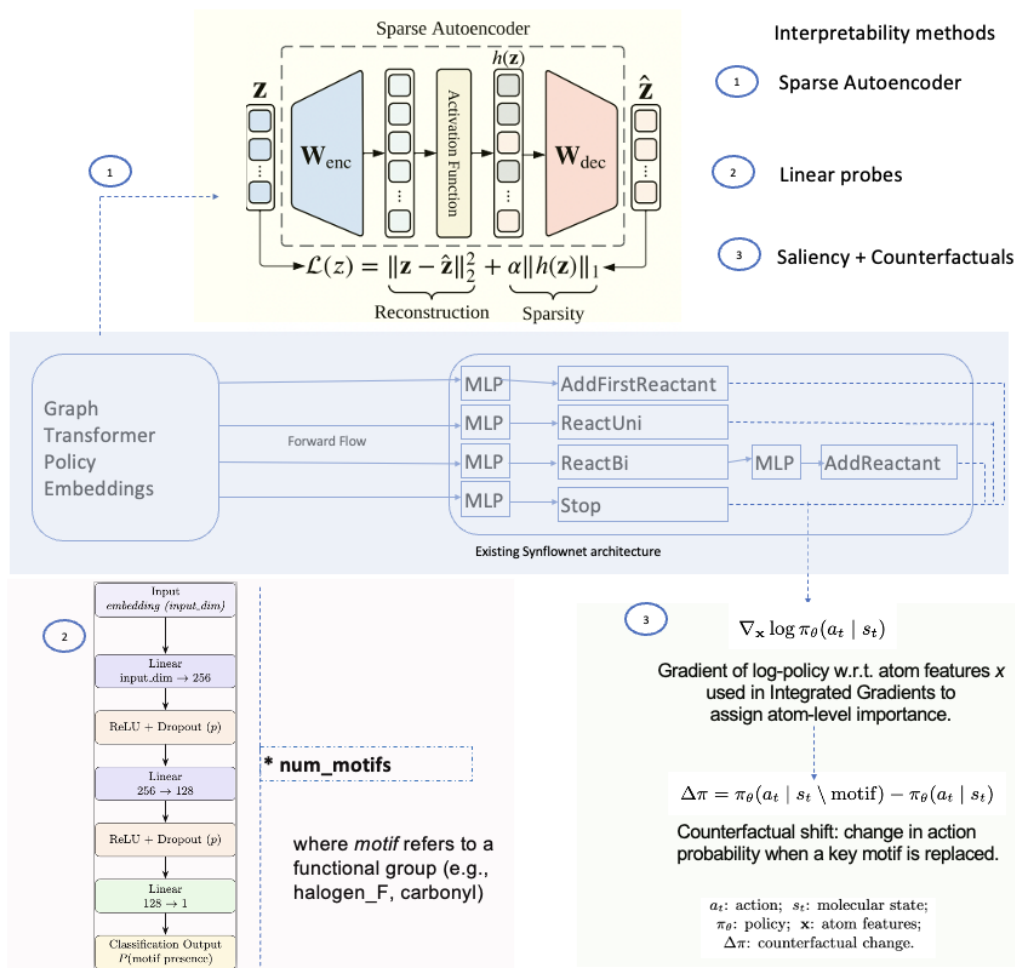 Sparse Autoencoder
z
W_enc
Activation Function
h(z)
W_dec
ẑ
ℒ(z) = ‖z − ẑ‖₂² + α‖h(z)‖₁
Reconstruction
Sparsity
1
Interpretability methods
1 Sparse Autoencoder
2 Linear probes
3 Saliency + Counterfactuals
Graph
Transformer
Policy
Embeddings
Forward Flow
MLP AddFirstReactant
MLP ReactUni
MLP ReactBi MLP AddReactant
MLP Stop
Existing Synflownet architecture
2
Input
embedding (input_dim)
Linear
input_dim → 256
ReLU + Dropout (p)
Linear
256 → 128
ReLU + Dropout (p)
Linear
128 → 1
Classification Output
P(motif presence)
* num_motifs
where motif refers to a
functional group (e.g.,
halogen_F, carbonyl)
3
∇ₓ log π_θ(a_t | s_t)
Gradient of log-policy w.r.t. atom features x
used in Integrated Gradients to
assign atom-level importance.
Δπ = π_θ(a_t | s_t \ motif) − π_θ(a_t | s_t)
Counterfactual shift: change in action
probability when a key motif is replaced.
a_t: action; s_t: molecular state;
π_θ: policy; x: atom features;
Δπ: counterfactual change.